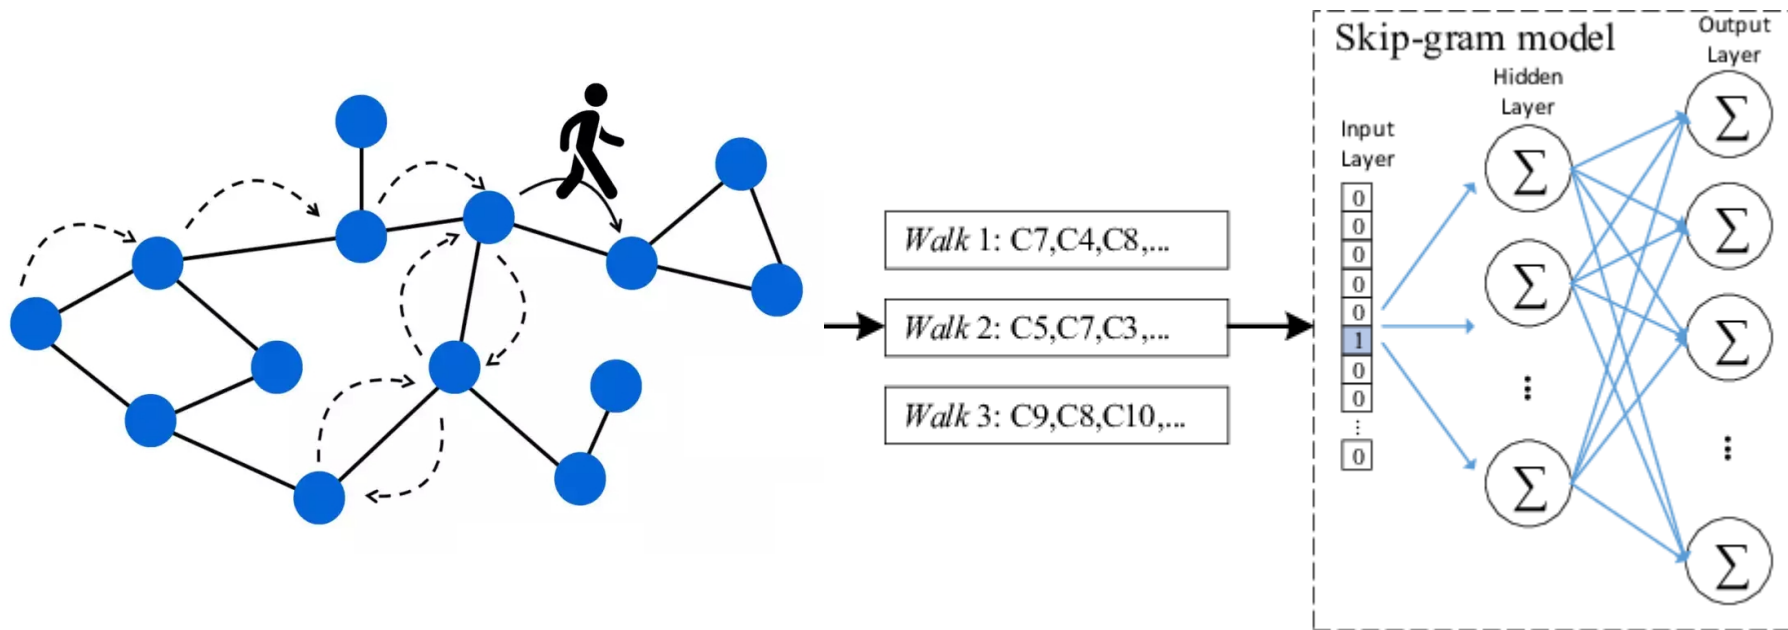 Walk 1: C7,C4,C8,...
Walk 2: C5,C7,C3,...
Walk 3: C9,C8,C10,...
Skip-gram model
Input
Layer
0
0
0
0
0
1
0
0
⋮
0
Hidden
Layer
Σ
Σ
⋮
Σ
Output
Layer
Σ
Σ
Σ
⋮
Σ